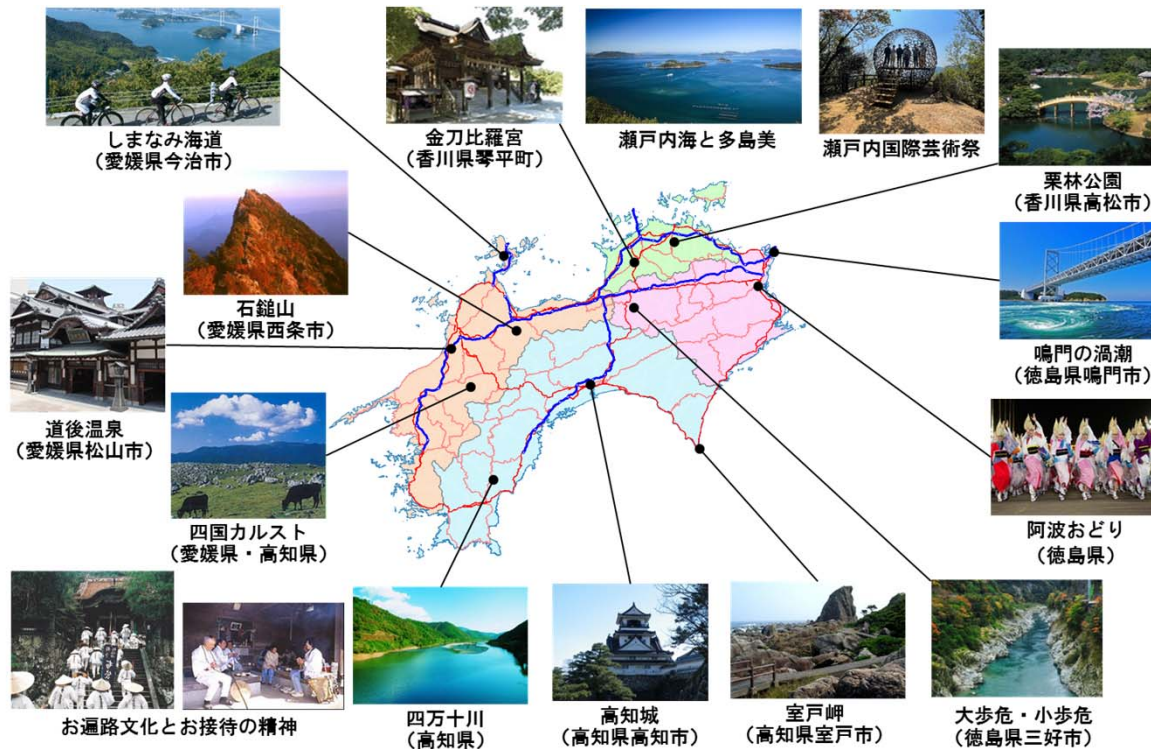 しまなみ海道
（愛媛県今治市）
金刀比羅宮
（香川県琴平町）
瀬戸内海と多島美
瀬戸内国際芸術祭
栗林公園
（香川県高松市）
石鎚山
（愛媛県西条市）
鳴門の渦潮
（徳島県鳴門市）
道後温泉
（愛媛県松山市）
四国カルスト
（愛媛県・高知県）
阿波おどり
（徳島県）
お遍路文化とお接待の精神
四万十川
（高知県）
高知城
（高知県高知市）
室戸岬
（高知県室戸市）
大歩危・小歩危
（徳島県三好市）